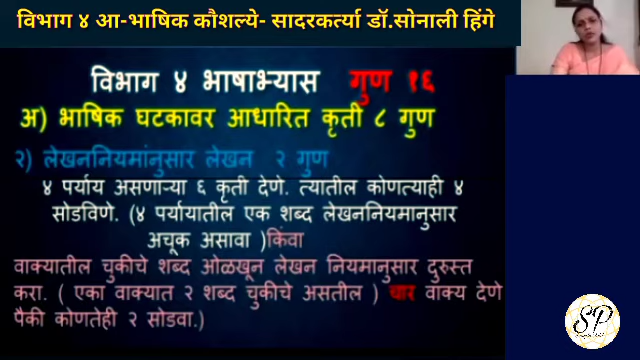 विभाग ४ आ-भाषिक कौशल्ये- सादरकर्त्या डॉ.सोनाली हिंगे
विभाग ४ भाषाभ्यास गुण १६
अ) भाषिक घटकावर आधारित कृती ८ गुण
२) लेखननियमांनुसार लेखन २ गुण
४ पर्याय असणाऱ्या ६ कृती देणे. त्यातील कोणत्याही ४
सोडविणे. (४ पर्यायातील एक शब्द लेखननियमानुसार
अचूक असावा )किंवा
वाक्यातील चुकीचे शब्द ओळखून लेखन नियमानुसार दुरुस्त
करा. ( एका वाक्यात २ शब्द चुकीचे असतील ) चार वाक्य देणे
पैकी कोणतेही २ सोडवा.)
SP